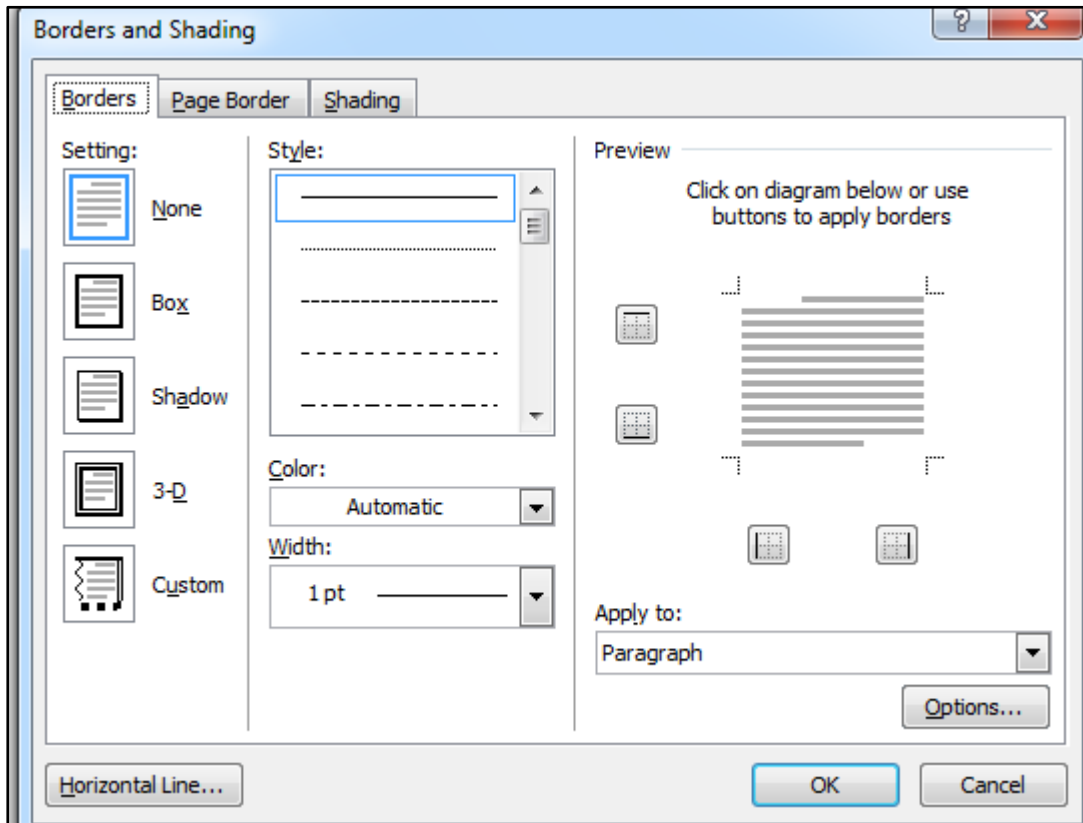 Borders and Shading
?
Borders
Page Border
Shading
Setting:
None
Box
Shadow
3-D
Custom
Style:
Color:
Automatic
Width:
1 pt
Preview
Click on diagram below or use
buttons to apply borders
Apply to:
Paragraph
Options...
Horizontal Line...
OK
Cancel